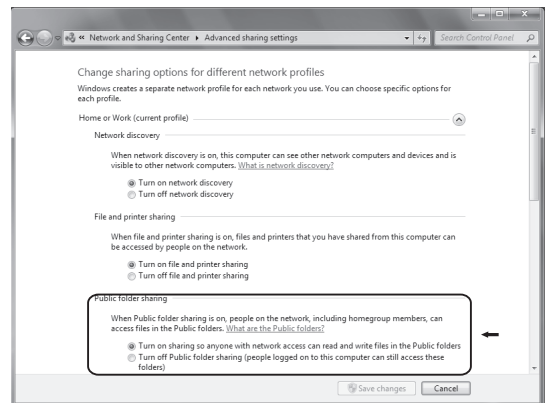 « Network and Sharing Center ▸ Advanced sharing settings
Search Control Panel
Change sharing options for different network profiles
Windows creates a separate network profile for each network you use. You can choose specific options for
each profile.
Home or Work (current profile)
Network discovery
When network discovery is on, this computer can see other network computers and devices and is
visible to other network computers. What is network discovery?
Turn on network discovery
Turn off network discovery
File and printer sharing
When file and printer sharing is on, files and printers that you have shared from this computer can
be accessed by people on the network.
Turn on file and printer sharing
Turn off file and printer sharing
Public folder sharing
When Public folder sharing is on, people on the network, including homegroup members, can
access files in the Public folders. What are the Public folders?
Turn on sharing so anyone with network access can read and write files in the Public folders
Turn off Public folder sharing (people logged on to this computer can still access these
folders)
Save changes
Cancel